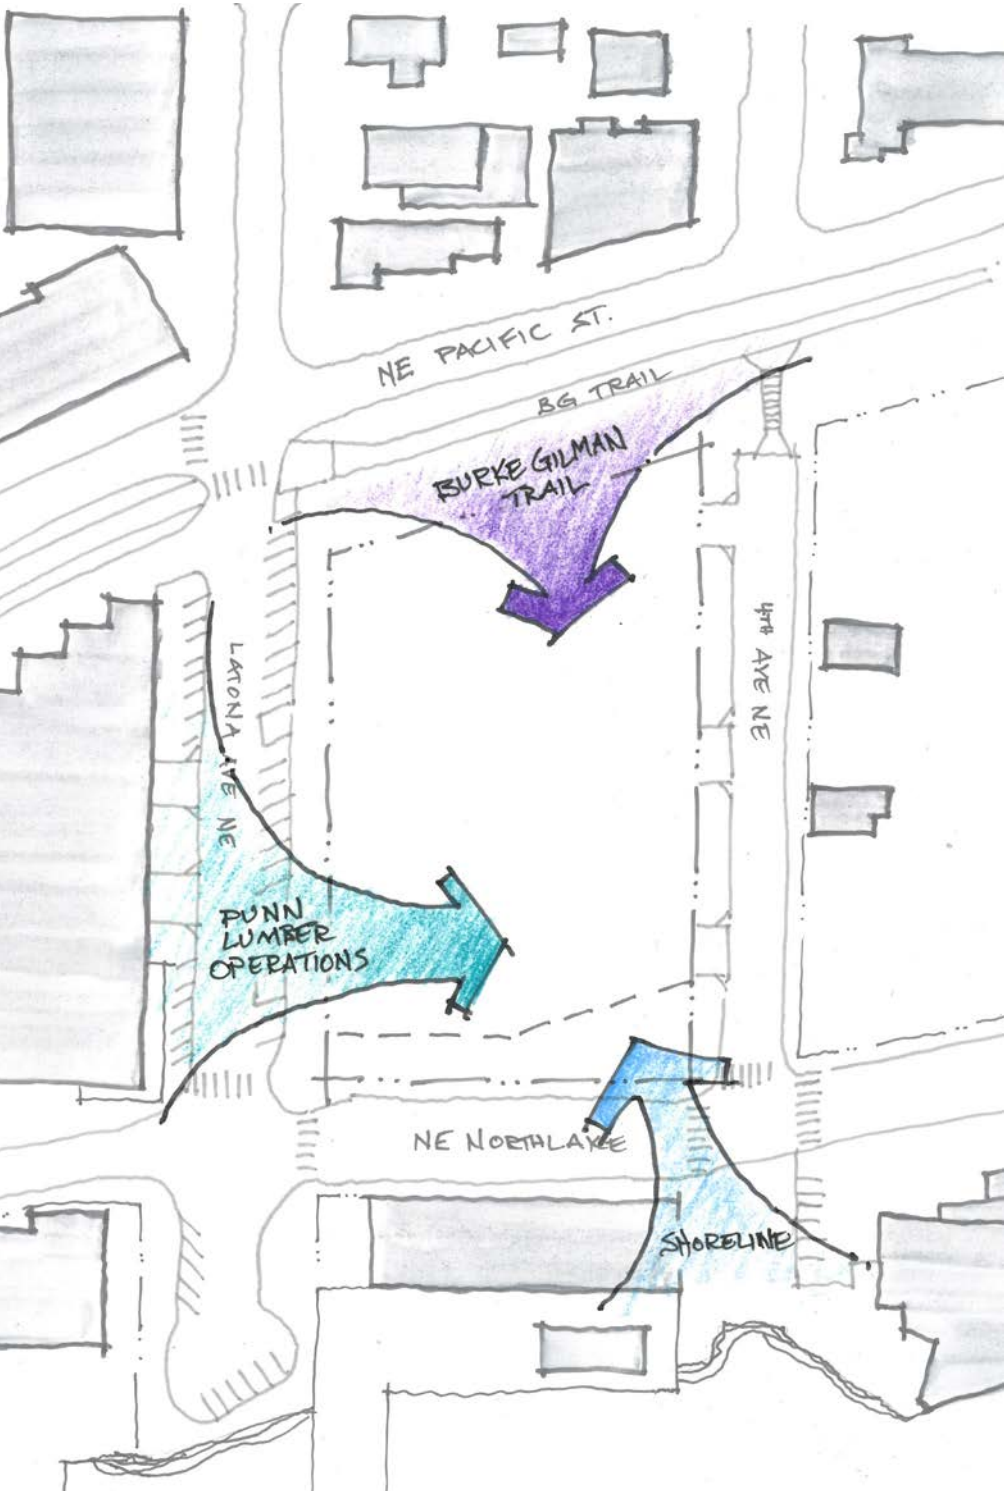 NE PACIFIC ST.
BG TRAIL
BURKE GILMAN
TRAIL
LATONA AVE NE
4TH AVE NE
DUNN
LUMBER
OPERATIONS
NE NORTHLAKE
SHORELINE